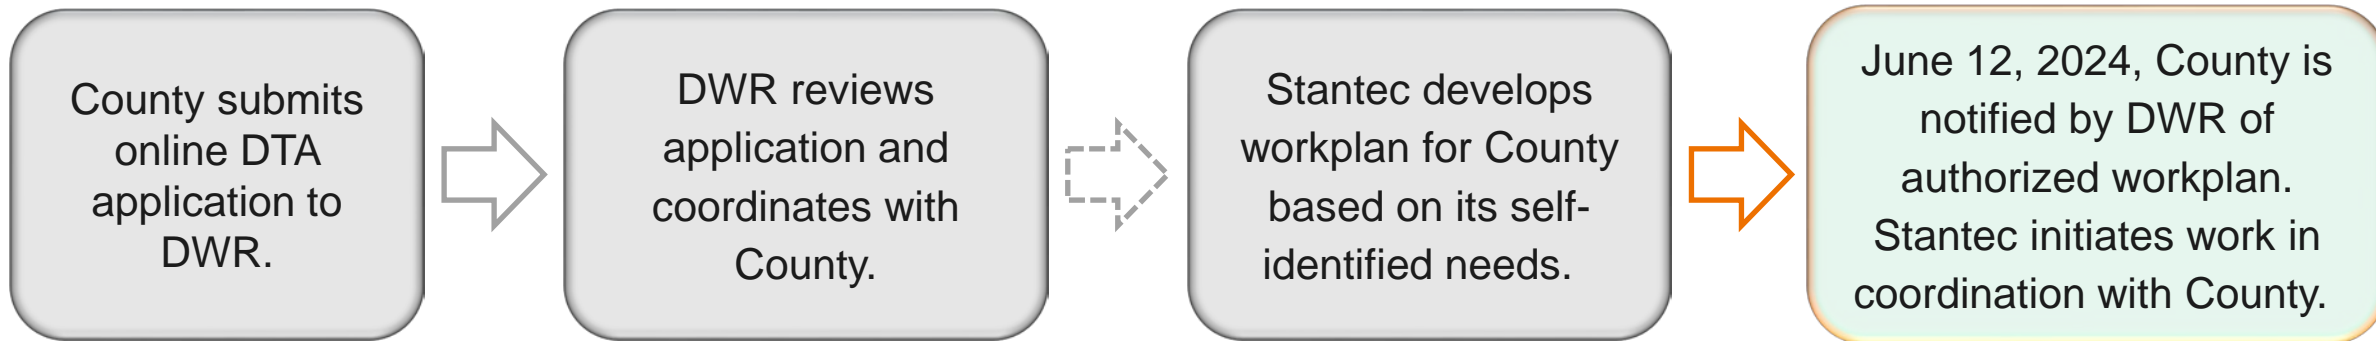 County submits
online DTA
application to
DWR.
DWR reviews
application and
coordinates with
County.
Stantec develops
workplan for County
based on its self-
identified needs.
June 12, 2024, County is
notified by DWR of
authorized workplan.
Stantec initiates work in
coordination with County.